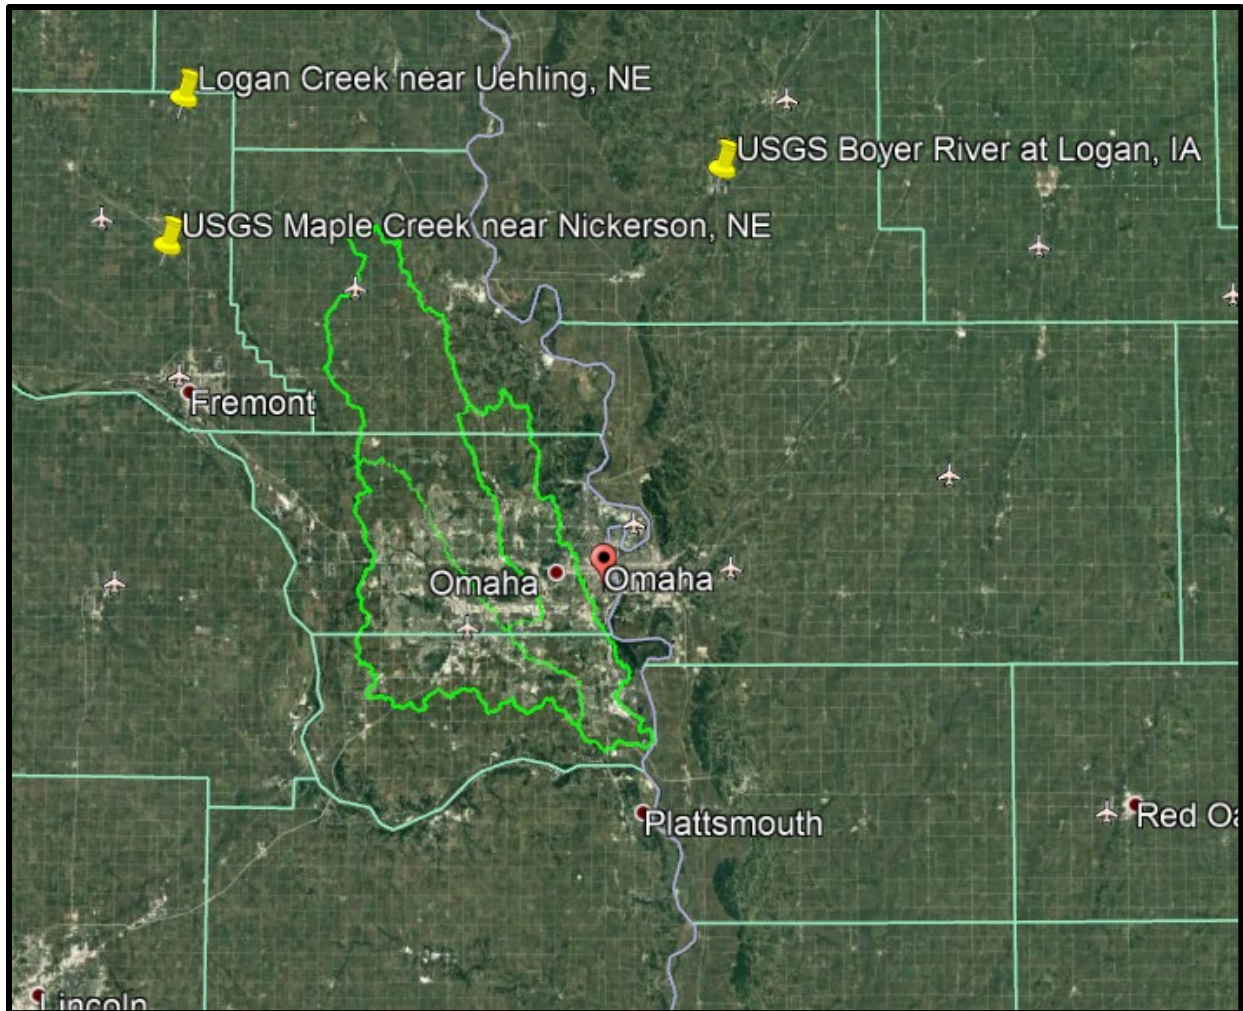 Logan Creek near Uehling, NE
USGS Boyer River at Logan, IA
USGS Maple Creek near Nickerson, NE
Fremont
Omaha
Omaha
Plattsmouth
Red Oa
Lincoln